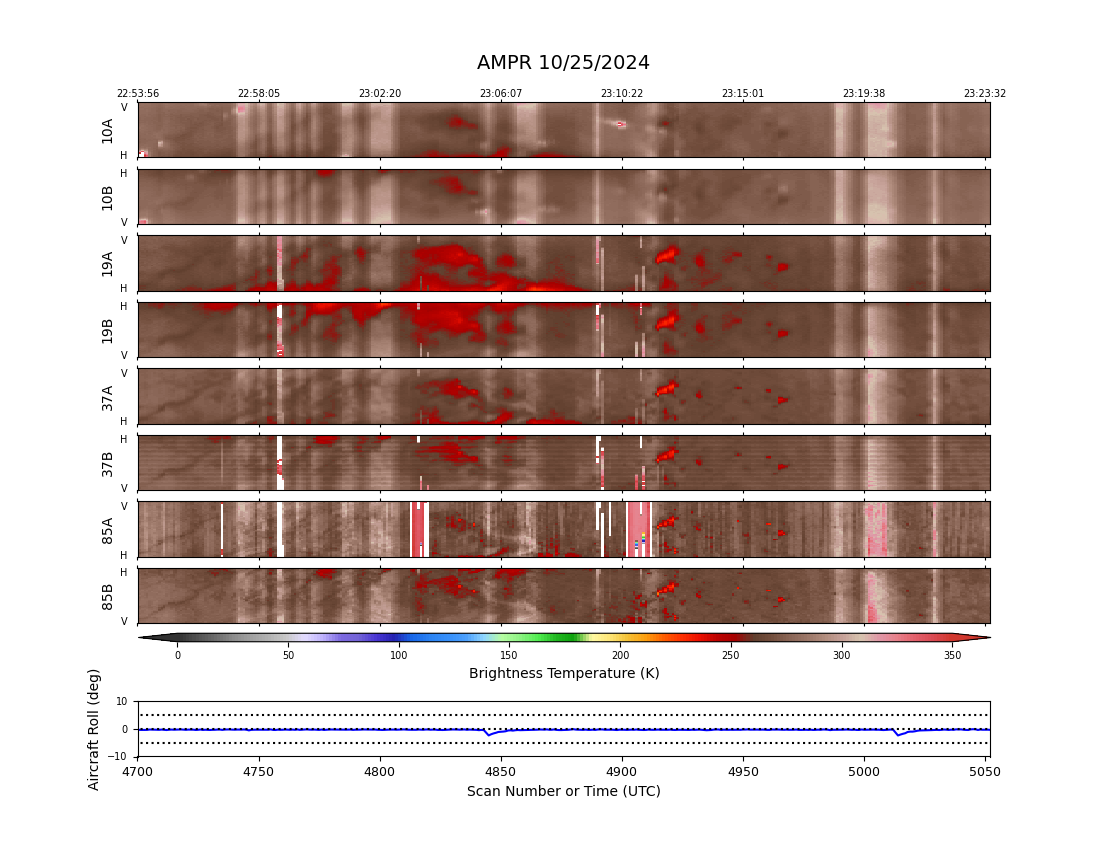 AMPR 10/25/2024
22:53:56 22:58:05 23:02:20 23:06:07 23:10:22 23:15:01 23:19:38 23:23:32
V
10A
H
H
10B
V
V
19A
H
H
19B
V
V
37A
H
H
37B
V
V
85A
H
H
85B
V
0 50 100 150 200 250 300 350
Brightness Temperature (K)
Aircraft Roll (deg)
10
0
−10
4700 4750 4800 4850 4900 4950 5000 5050
Scan Number or Time (UTC)